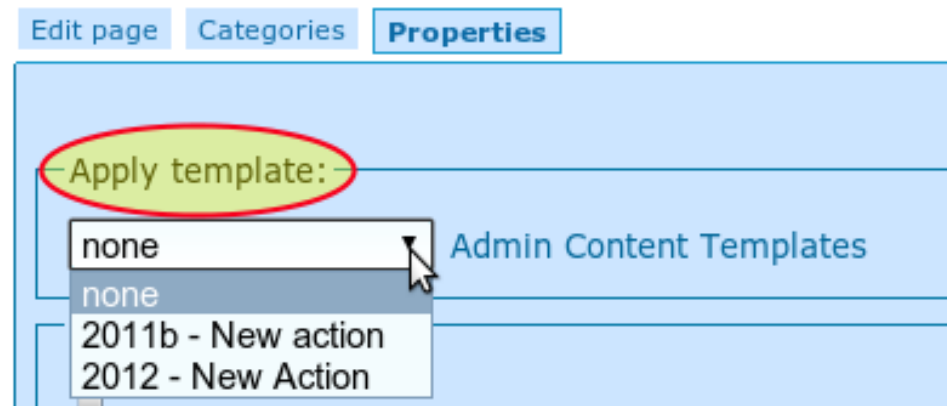 Edit page Categories Properties
Apply template:
none Admin Content Templates
none
2011b - New action
2012 - New Action